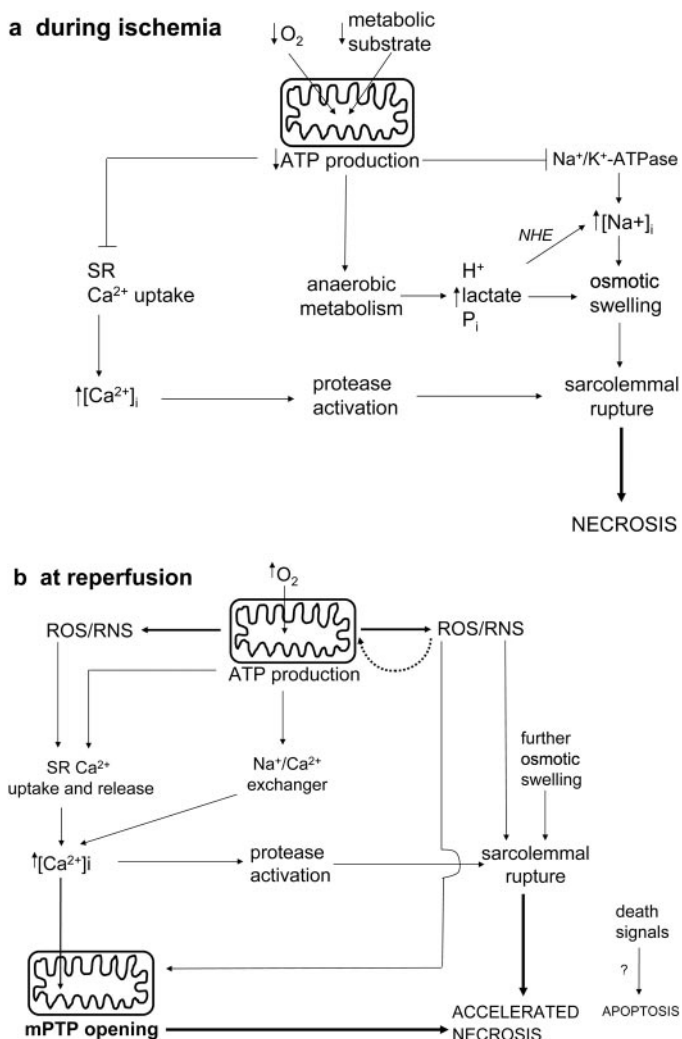 a during ischemia
↓O₂
↓metabolic
substrate
↓ATP production
Na⁺/K⁺-ATPase
↑[Na+]ᵢ
NHE
SR
Ca²⁺ uptake
anaerobic
metabolism
H⁺
↑lactate
Pᵢ
osmotic
swelling
↑[Ca²⁺]ᵢ
protease
activation
sarcolemmal
rupture
NECROSIS
b at reperfusion
↑O₂
ROS/RNS
ROS/RNS
ATP production
SR Ca²⁺
uptake and release
Na⁺/Ca²⁺
exchanger
further
osmotic
swelling
↑[Ca²⁺]i
protease
activation
sarcolemmal
rupture
death
signals
?
mPTP opening
ACCELERATED
NECROSIS
APOPTOSIS